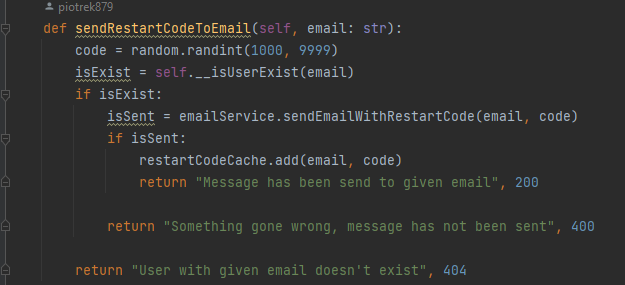 piotrek879
def sendRestartCodeToEmail(self, email: str):
    code = random.randint(1000, 9999)
    isExist = self.__isUserExist(email)
    if isExist:
        isSent = emailService.sendEmailWithRestartCode(email, code)
        if isSent:
            restartCodeCache.add(email, code)
            return "Message has been send to given email", 200
        return "Something gone wrong, message has not been sent", 400
    return "User with given email doesn't exist", 404